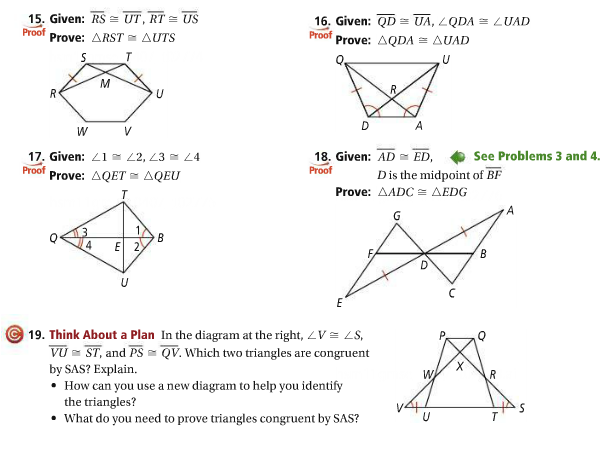 15. Given: RS ≅ UT, RT ≅ US
Proof Prove: △RST ≅ △UTS
S T
M
R U
W V
16. Given: QD ≅ UA, ∠QDA ≅ ∠UAD
Proof Prove: △QDA ≅ △UAD
Q U
R
D A
17. Given: ∠1 ≅ ∠2, ∠3 ≅ ∠4
Proof Prove: △QET ≅ △QEU
T
3 1
Q E B
4 2
U
18. Given: AD ≅ ED,
See Problems 3 and 4.
Proof D is the midpoint of BF
Prove: △ADC ≅ △EDG
A
G
F B
D
C
E
C 19. Think About a Plan In the diagram at the right, ∠V ≅ ∠S,
VU ≅ ST, and PS ≅ QV. Which two triangles are congruent
by SAS? Explain.
• How can you use a new diagram to help you identify
the triangles?
• What do you need to prove triangles congruent by SAS?
P Q
X
W R
V U T S